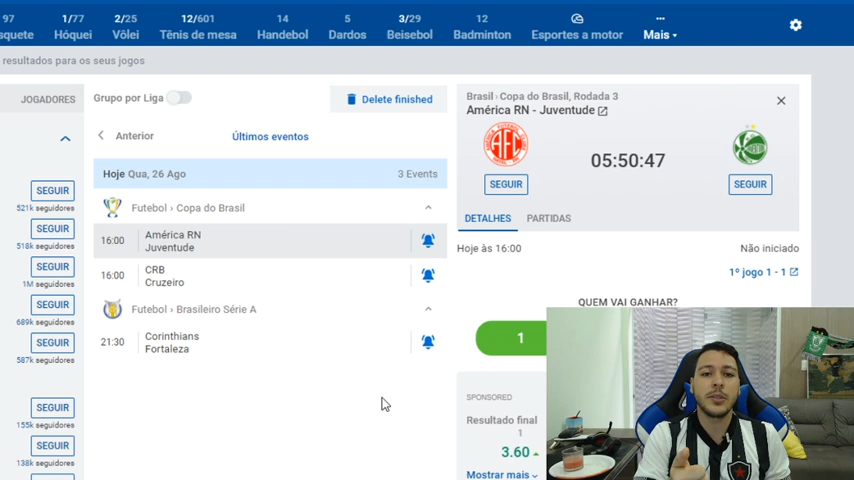 97 1/77 2/25 12/601 14 5 3/29 12 ...
squete Hóquei Vôlei Tênis de mesa Handebol Dardos Beisebol Badminton Esportes a motor Mais
resultados para os seus jogos
JOGADORES
SEGUIR
521k seguidores
SEGUIR
518k seguidores
SEGUIR
1M seguidores
SEGUIR
689k seguidores
SEGUIR
587k seguidores
SEGUIR
155k seguidores
SEGUIR
138k seguidores
Grupo por Liga Delete finished
Anterior Últimos eventos
Hoje Qua, 26 Ago 3 Events
Futebol › Copa do Brasil
16:00 América RN
Juventude
16:00 CRB
Cruzeiro
Futebol › Brasileiro Série A
21:30 Corinthians
Fortaleza
Brasil › Copa do Brasil, Rodada 3
América RN - Juventude
AFC
05:50:47
SEGUIR SEGUIR
DETALHES PARTIDAS
Hoje às 16:00 Não iniciado
1º jogo 1 - 1
QUEM VAI GANHAR?
1
SPONSORED
Resultado final
1
3.60
Mostrar mais